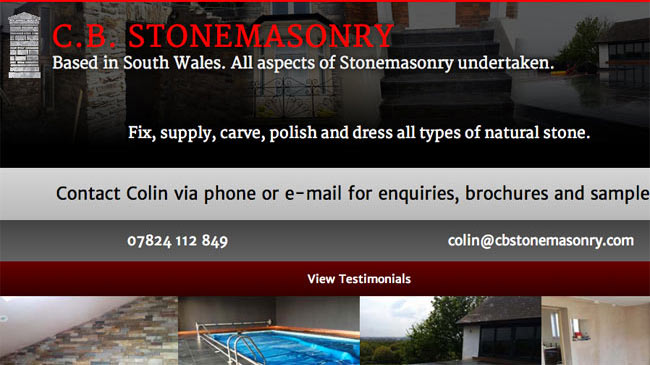 C.B. STONEMASONRY
Based in South Wales. All aspects of Stonemasonry undertaken.
Fix, supply, carve, polish and dress all types of natural stone.
Contact Colin via phone or e-mail for enquiries, brochures and sample
07824 112 849
colin@cbstonemasonry.com
View Testimonials